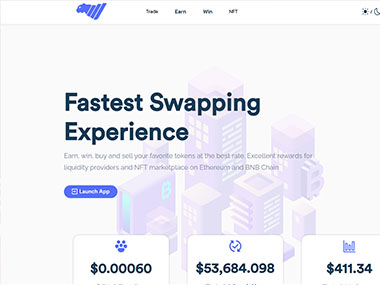 Trade Earn Win NFT
Fastest Swapping
Experience
Earn, win, buy and sell your favorite tokens at the best rate. Excellent rewards for
liquidity providers and NFT marketplace on Ethereum and BNB Chain
Launch App
$0.00060 $53,684.098 $411.34